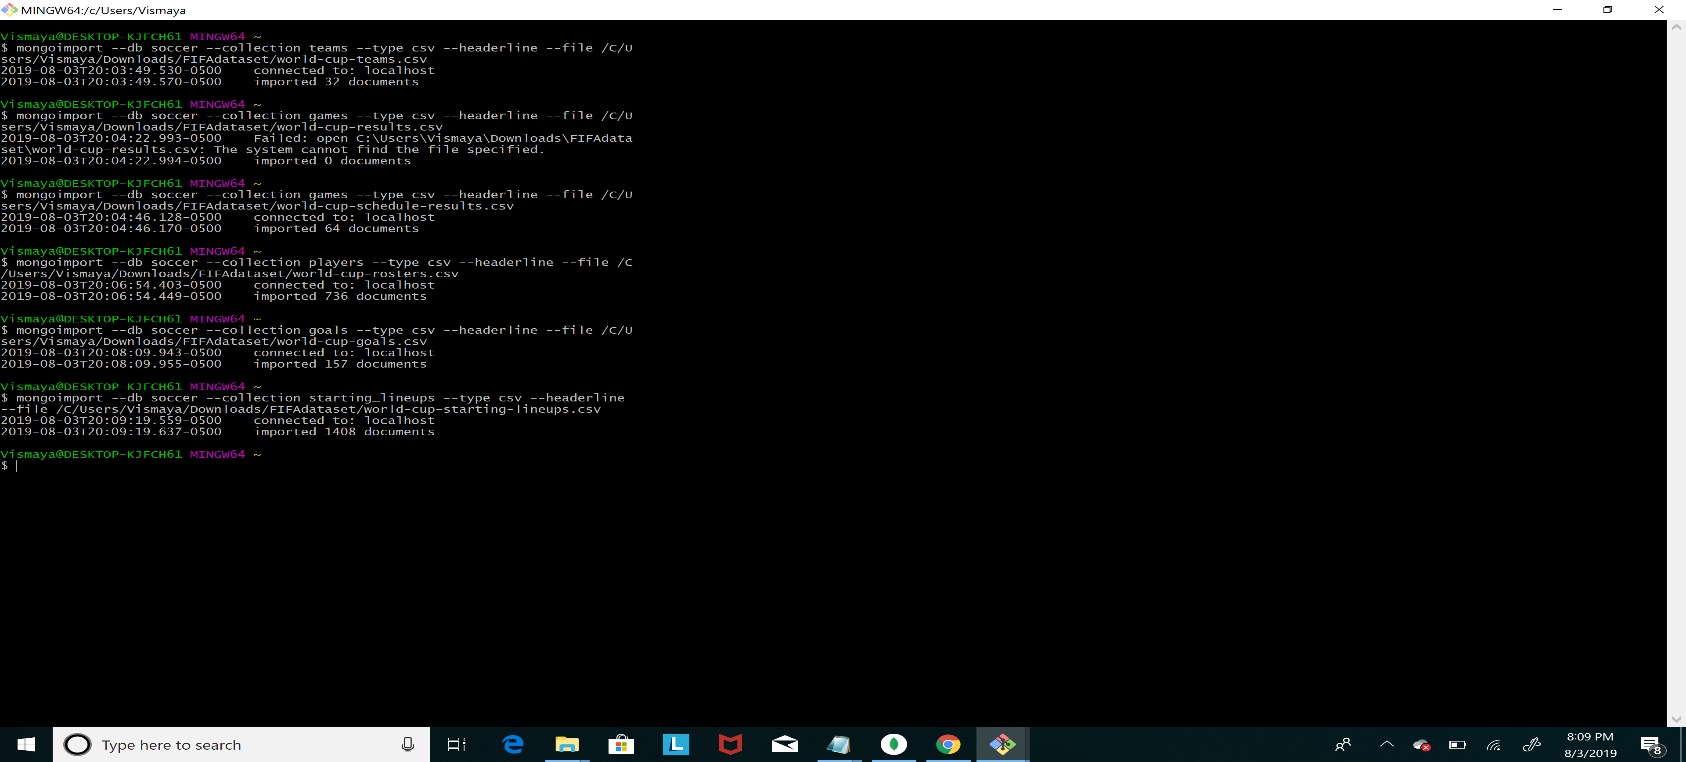 MINGW64:/c/Users/Vismaya
Vismaya@DESKTOP-KJFCH61 MINGW64 ~
$ mongoimport --db soccer --collection teams --type csv --headerline --file /C/U
sers/Vismaya/Downloads/FIFAdataset/world-cup-teams.csv
2019-08-03T20:03:49.530-0500    connected to: localhost
2019-08-03T20:03:49.570-0500    imported 32 documents
Vismaya@DESKTOP-KJFCH61 MINGW64 ~
$ mongoimport --db soccer --collection games --type csv --headerline --file /C/U
sers/Vismaya/Downloads/FIFAdataset/world-cup-results.csv
2019-08-03T20:04:22.993-0500    Failed: open C:\Users\Vismaya\Downloads\FIFAdata
set\world-cup-results.csv: The system cannot find the file specified.
2019-08-03T20:04:22.994-0500    imported 0 documents
Vismaya@DESKTOP-KJFCH61 MINGW64 ~
$ mongoimport --db soccer --collection games --type csv --headerline --file /C/U
sers/Vismaya/Downloads/FIFAdataset/world-cup-schedule-results.csv
2019-08-03T20:04:46.128-0500    connected to: localhost
2019-08-03T20:04:46.170-0500    imported 64 documents
Vismaya@DESKTOP-KJFCH61 MINGW64 ~
$ mongoimport --db soccer --collection players --type csv --headerline --file /C
/Users/Vismaya/Downloads/FIFAdataset/world-cup-rosters.csv
2019-08-03T20:06:54.403-0500    connected to: localhost
2019-08-03T20:06:54.449-0500    imported 736 documents
Vismaya@DESKTOP-KJFCH61 MINGW64 ~
$ mongoimport --db soccer --collection goals --type csv --headerline --file /C/U
sers/Vismaya/Downloads/FIFAdataset/world-cup-goals.csv
2019-08-03T20:08:09.943-0500    connected to: localhost
2019-08-03T20:08:09.955-0500    imported 157 documents
Vismaya@DESKTOP-KJFCH61 MINGW64 ~
$ mongoimport --db soccer --collection starting_lineups --type csv --headerline
--file /C/Users/Vismaya/Downloads/FIFAdataset/world-cup-starting-lineups.csv
2019-08-03T20:09:19.559-0500    connected to: localhost
2019-08-03T20:09:19.637-0500    imported 1408 documents
Vismaya@DESKTOP-KJFCH61 MINGW64 ~
$
Type here to search
L
8:09 PM
8/3/2019
8